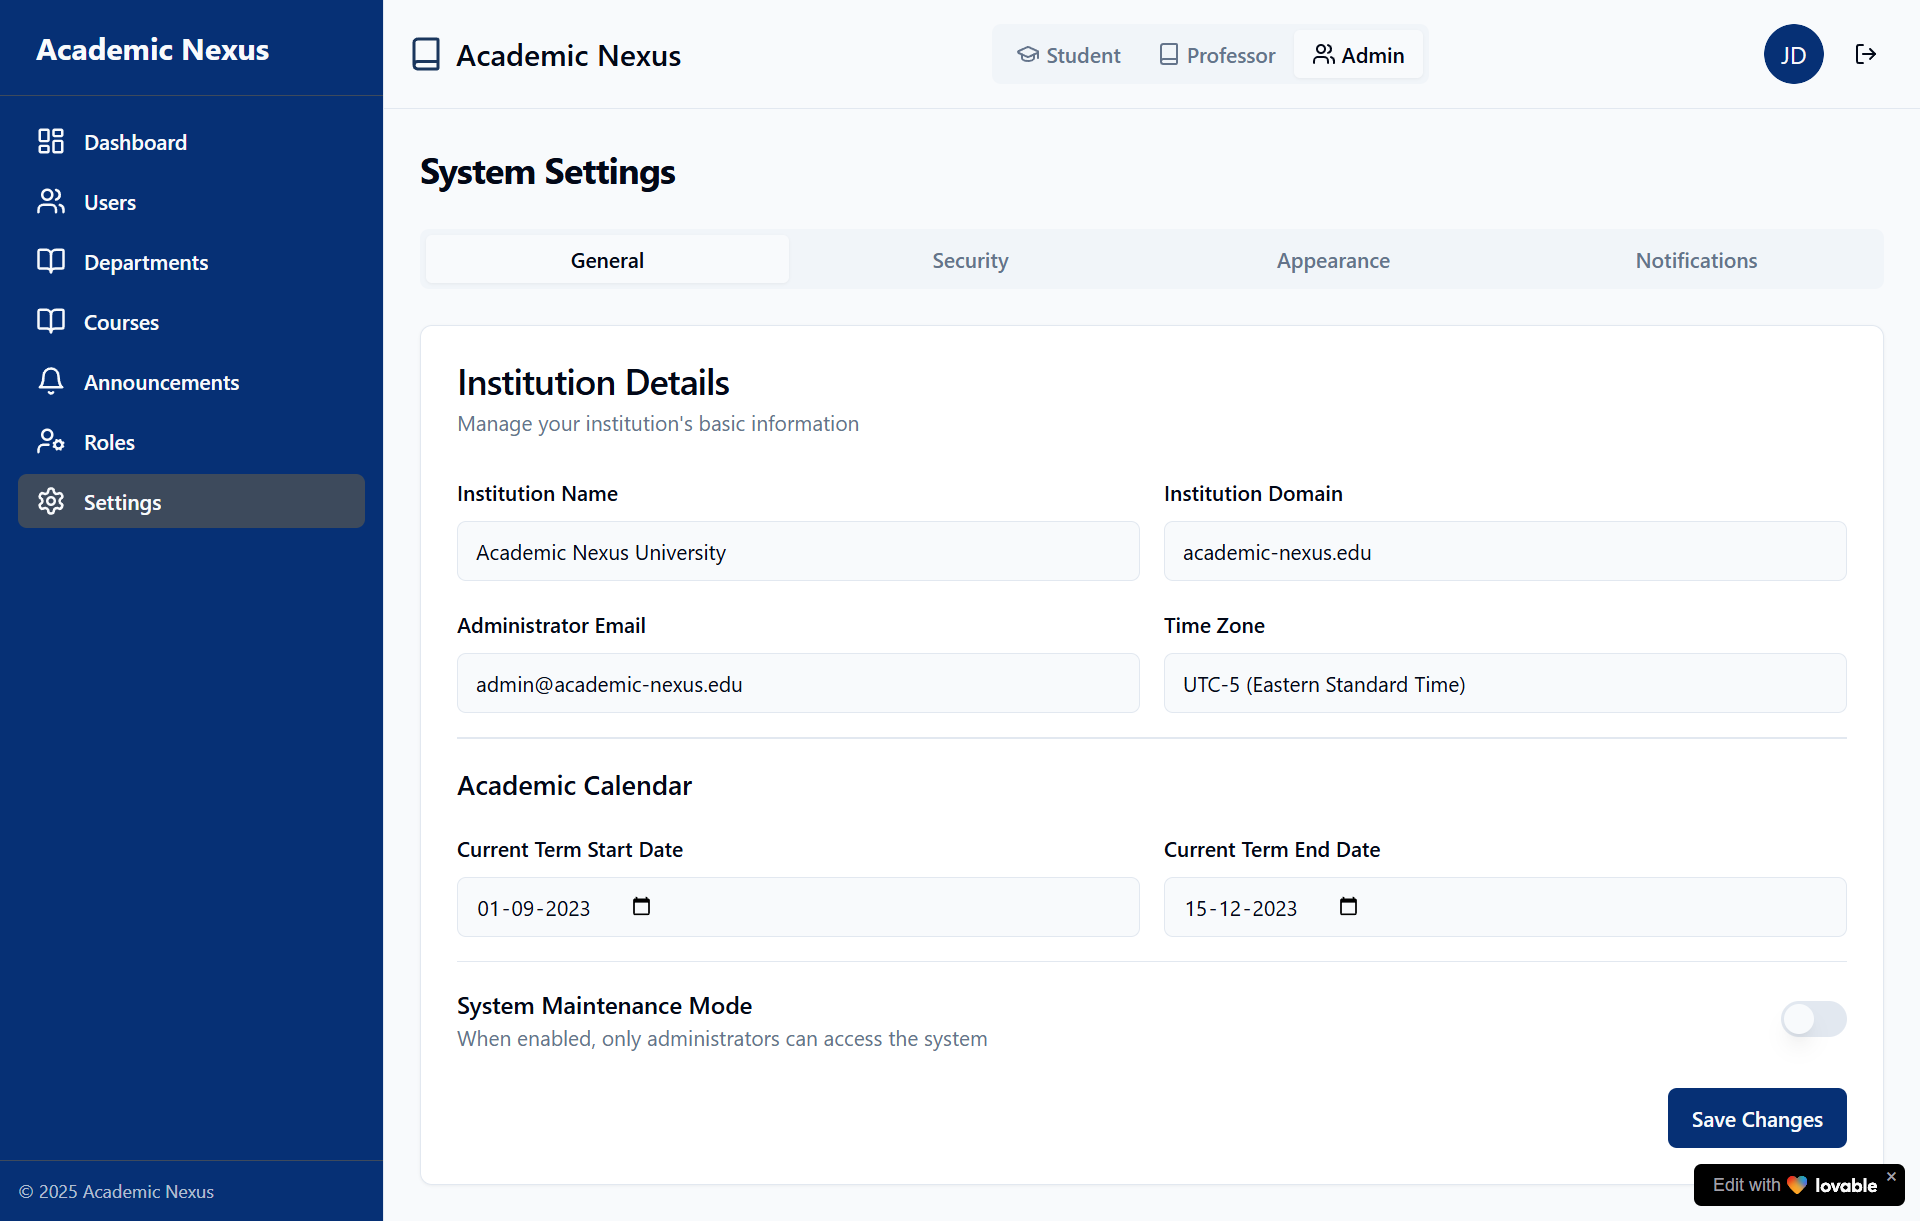 Academic Nexus
Dashboard
Users
Departments
Courses
Announcements
Roles
Settings
© 2025 Academic Nexus
Academic Nexus
Student
Professor
Admin
JD
System Settings
General
Security
Appearance
Notifications
Institution Details
Manage your institution's basic information
Institution Name
Academic Nexus University
Institution Domain
academic-nexus.edu
Administrator Email
admin@academic-nexus.edu
Time Zone
UTC-5 (Eastern Standard Time)
Academic Calendar
Current Term Start Date
01-09-2023
Current Term End Date
15-12-2023
System Maintenance Mode
When enabled, only administrators can access the system
Save Changes
Edit with lovable